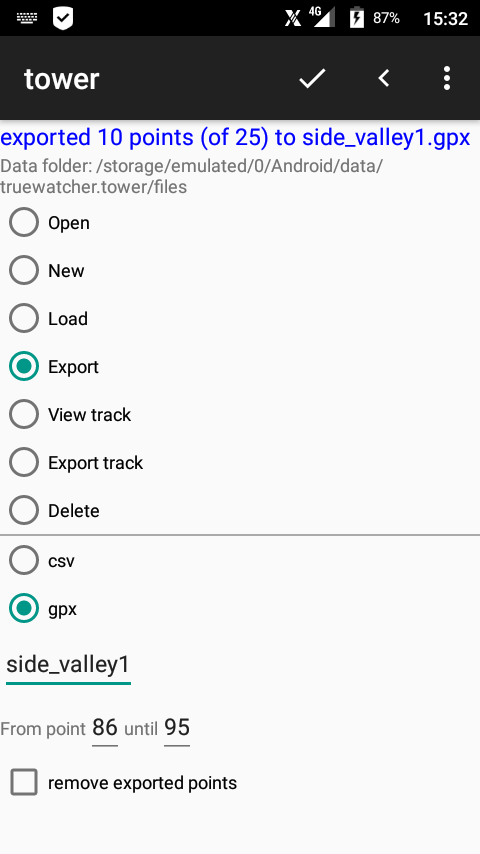 4G 87% 15:32
tower
exported 10 points (of 25) to side_valley1.gpx
Data folder: /storage/emulated/0/Android/data/
truewatcher.tower/files
Open
New
Load
Export
View track
Export track
Delete
csv
gpx
side_valley1
From point 86 until 95
remove exported points